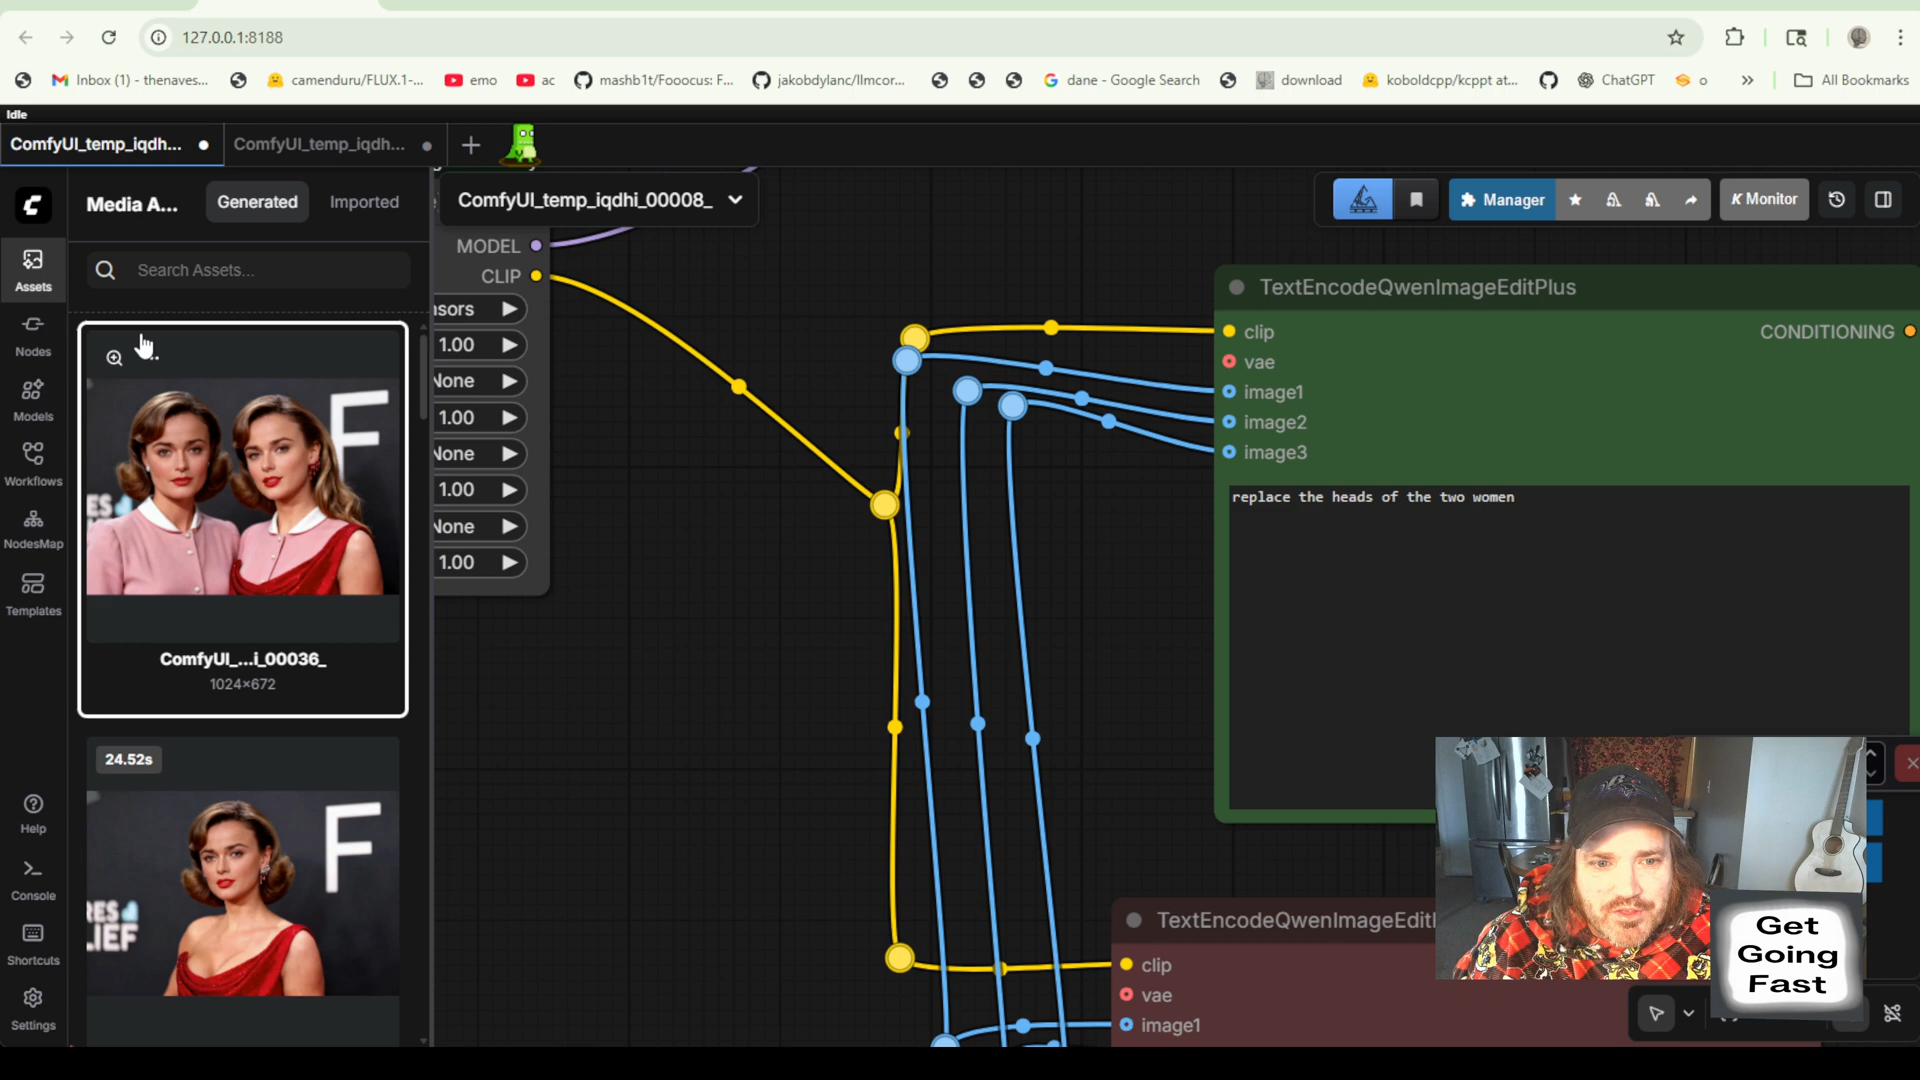 127.0.0.1:8188
Inbox (1) - thenaves...
camenduru/FLUX.1-...
emo
ac
mashb1t/Fooocus: F...
jakobdylanc/llmcor...
dane - Google Search
download
koboldcpp/kcppt at...
ChatGPT
o
All Bookmarks
Idle
ComfyUI_temp_iqdh...
ComfyUI_temp_iqdh...
Media A...
Generated
Imported
ComfyUI_temp_iqdhi_00008_
Manager
K Monitor
Search Assets...
Assets
Nodes
Models
Workflows
NodesMap
Templates
Help
Console
Shortcuts
Settings
F
ComfyUI_...i_00036_
1024×672
24.52s
F
RES
LIEF
MODEL
CLIP
nsors
1.00
None
1.00
None
1.00
None
1.00
TextEncodeQwenImageEditPlus
clip
CONDITIONING
vae
image1
image2
image3
replace the heads of the two women
TextEncodeQwenImageEditl
clip
vae
image1
Get
Going
Fast